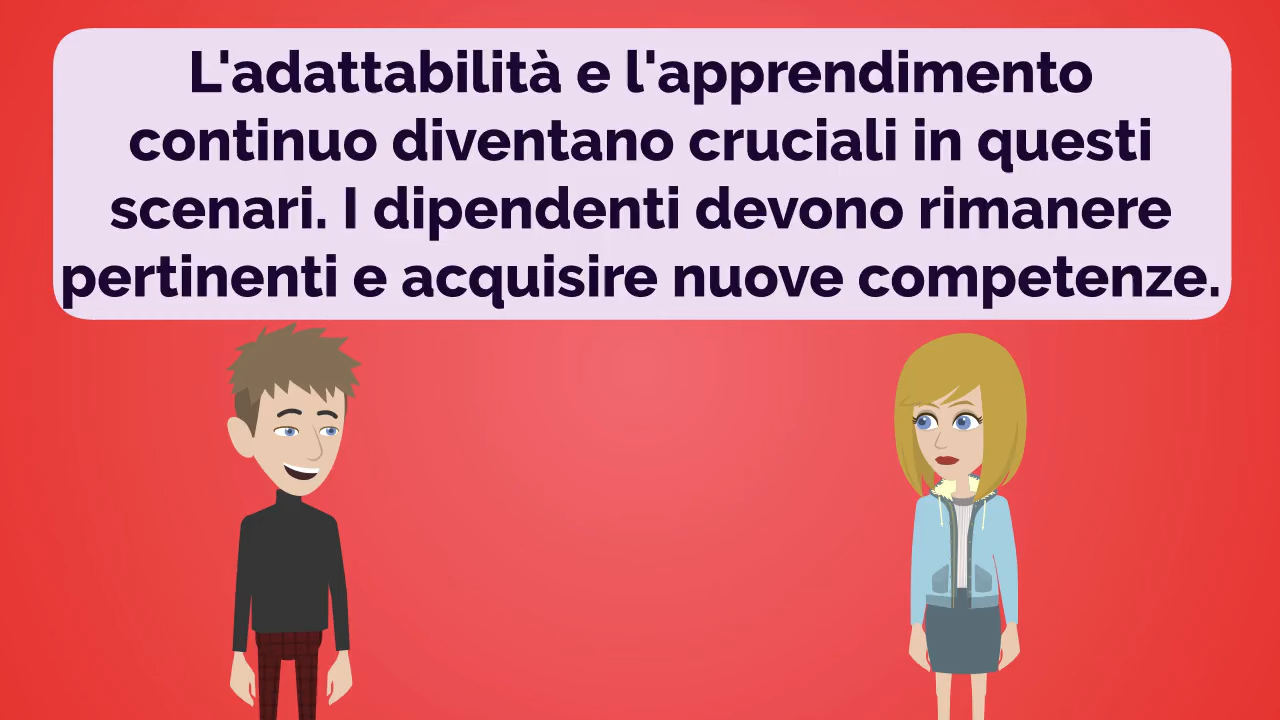 L'adattabilità e l'apprendimento
continuo diventano cruciali in questi
scenari. I dipendenti devono rimanere
pertinenti e acquisire nuove competenze.